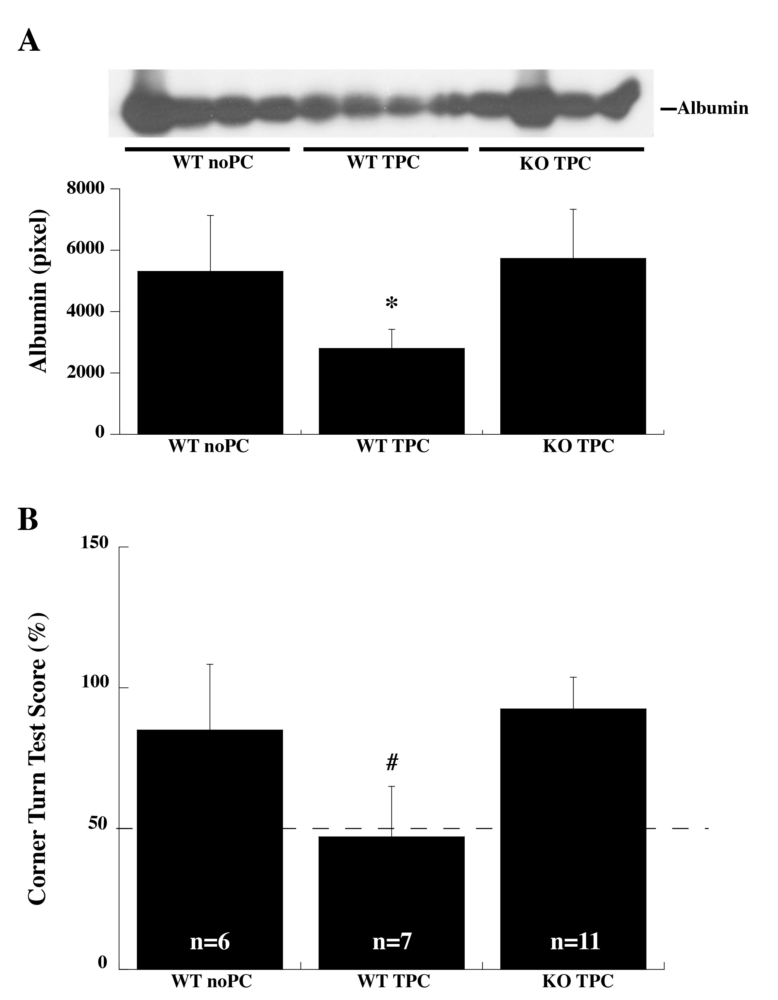 A
—Albumin
WT noPC
WT TPC
KO TPC
Albumin (pixel)
8000
6000
4000
2000
0
*
WT noPC
WT TPC
KO TPC
B
Corner Turn Test Score (%)
150
100
50
0
#
n=6
n=7
n=11
WT noPC
WT TPC
KO TPC